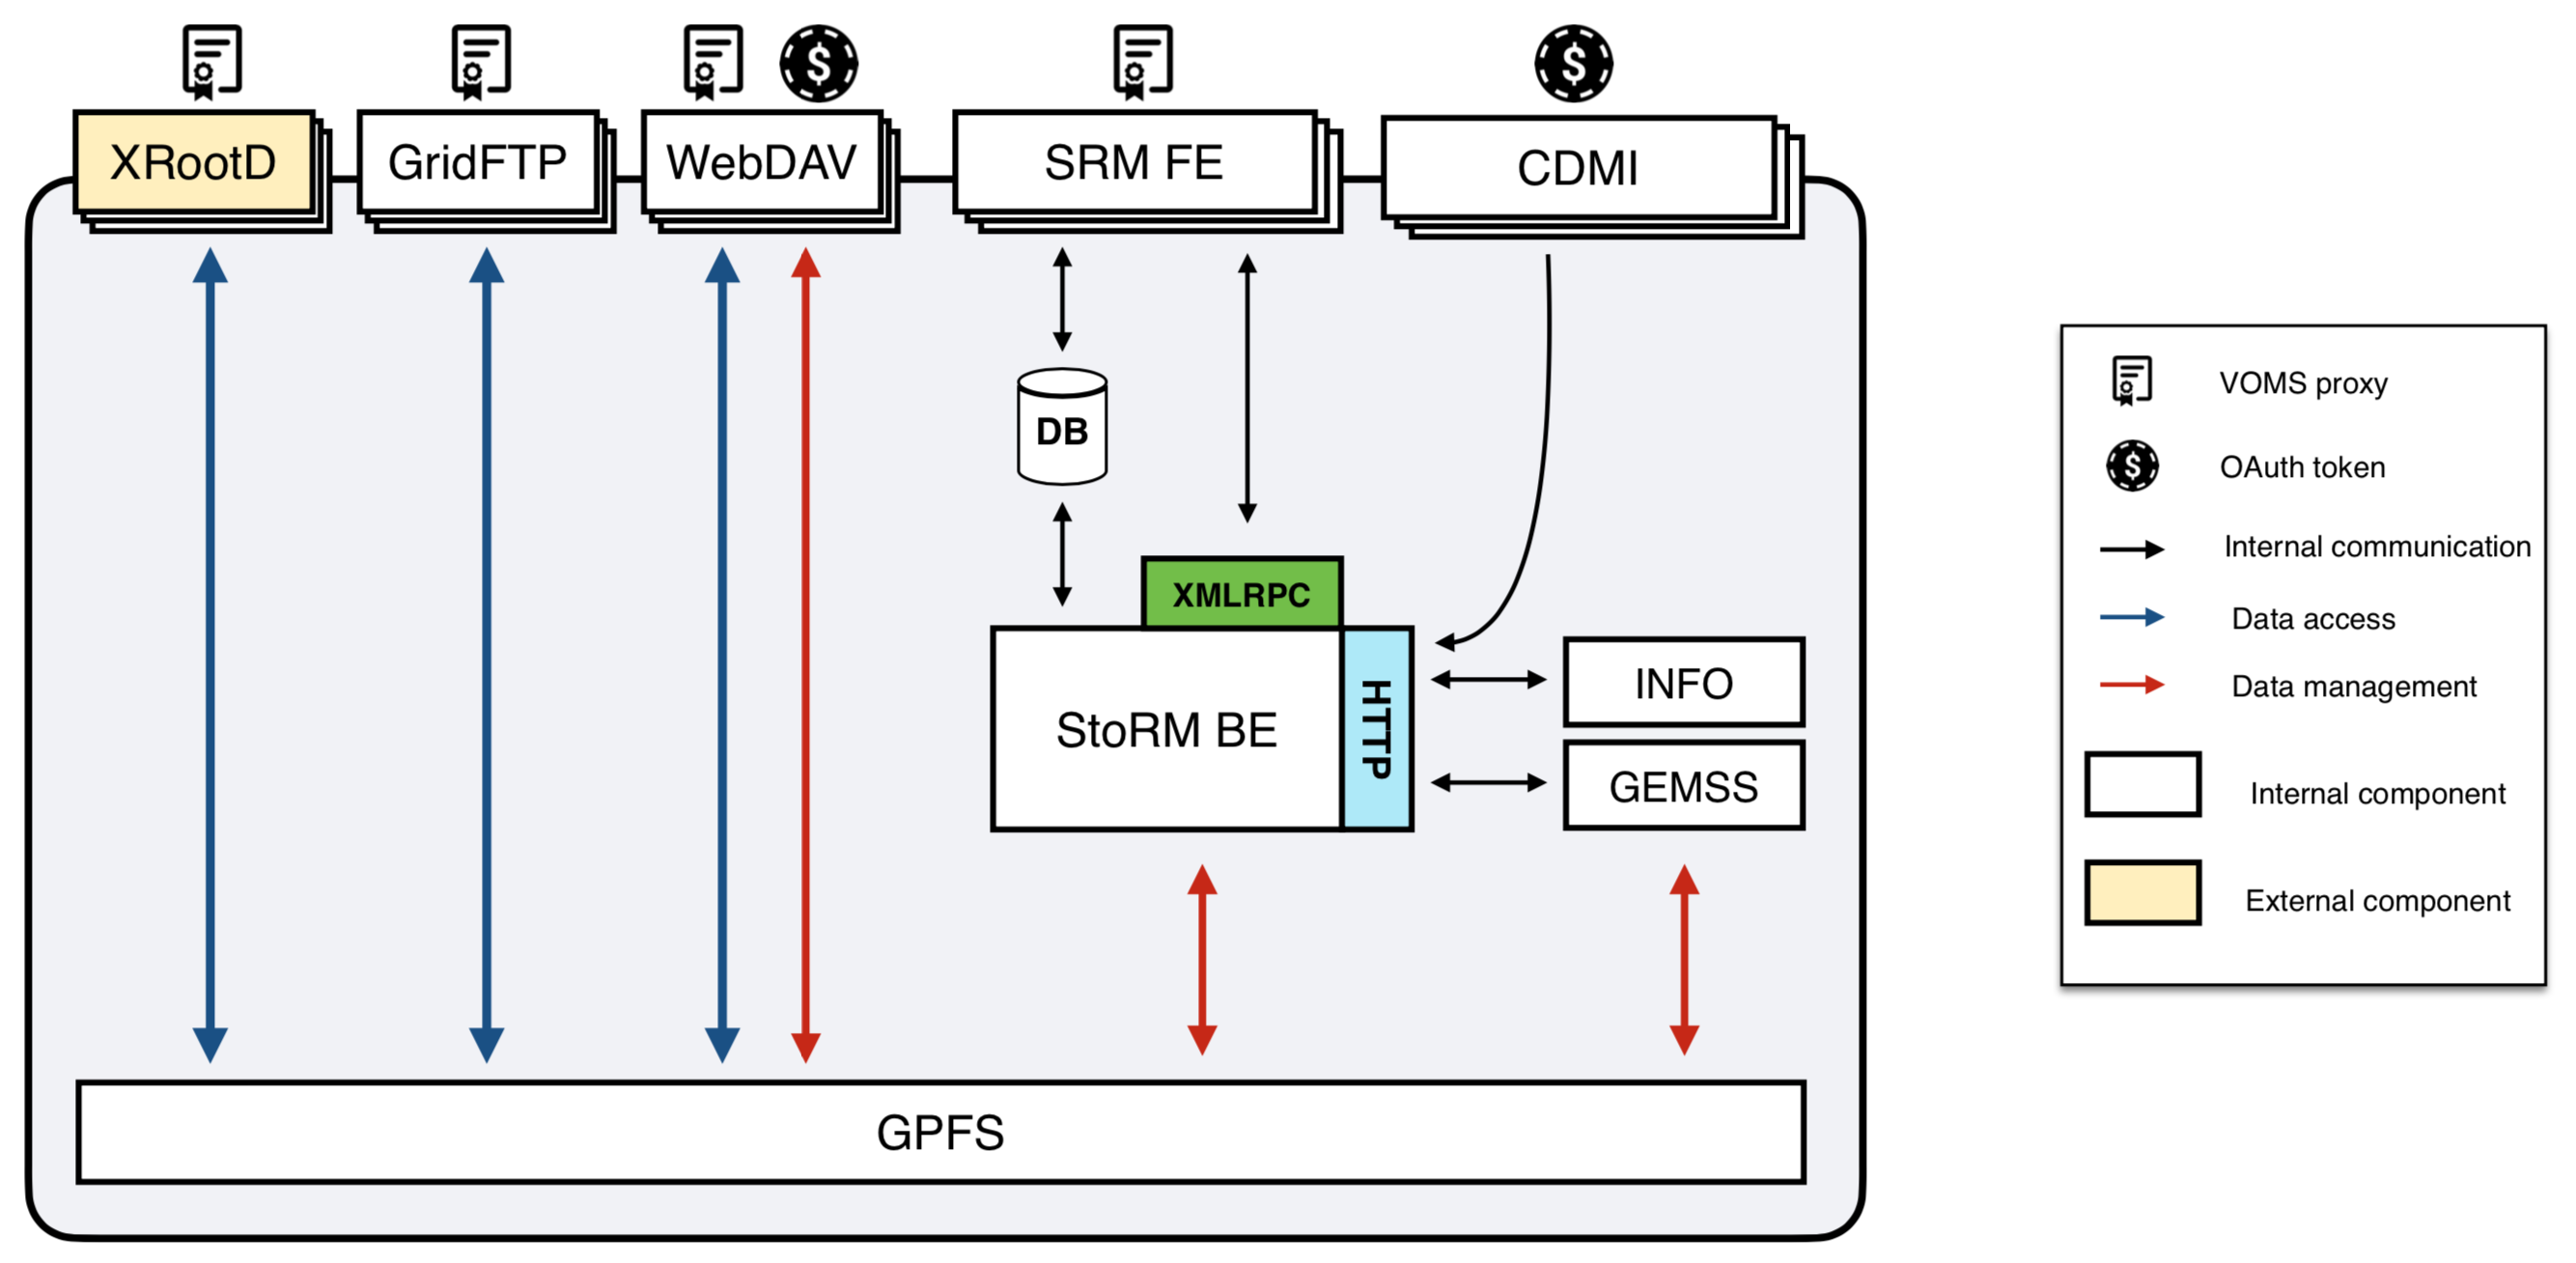 XRootD
GridFTP
WebDAV
SRM FE
CDMI
DB
XMLRPC
StoRM BE
HTTP
INFO
GEMSS
GPFS
VOMS proxy
OAuth token
Internal communication
Data access
Data management
Internal component
External component